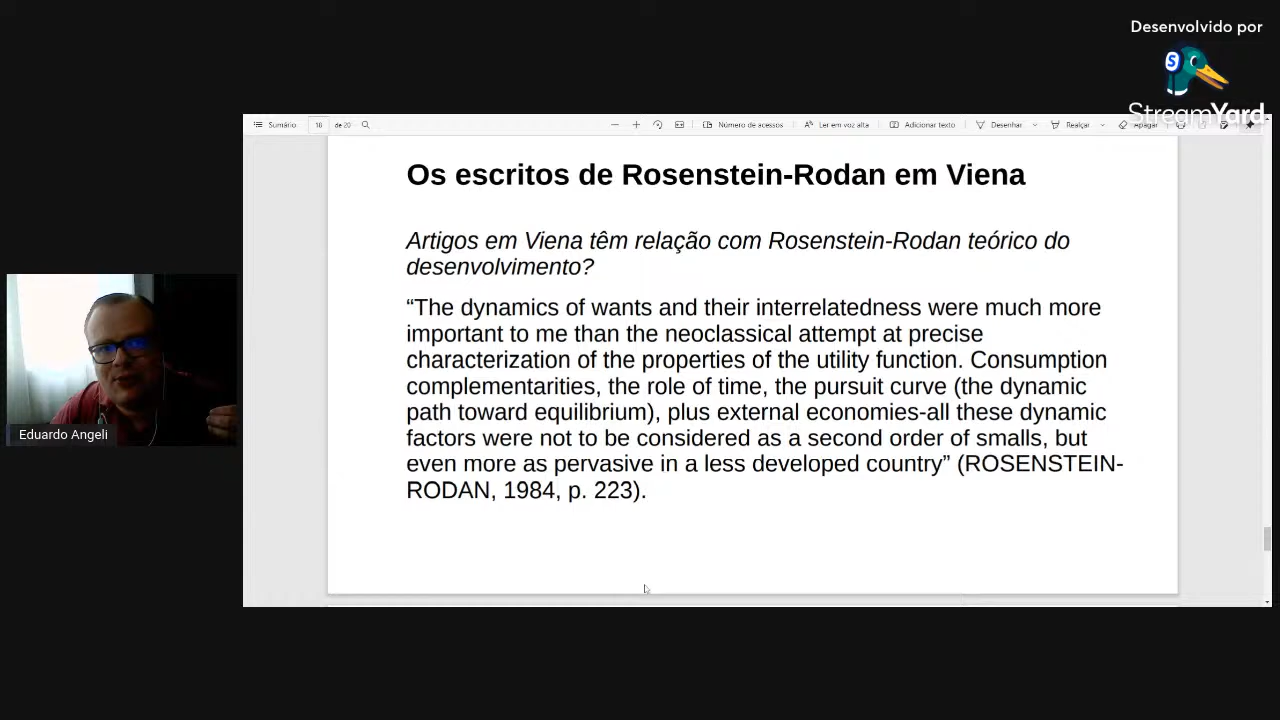 Desenvolvido por
StreamYard
Sumário 18 de 20 Número de acessos Ler em voz alta Adicionar texto Desenhar Realçar Apagar
Os escritos de Rosenstein-Rodan em Viena
Artigos em Viena têm relação com Rosenstein-Rodan teórico do
desenvolvimento?
“The dynamics of wants and their interrelatedness were much more
important to me than the neoclassical attempt at precise
characterization of the properties of the utility function. Consumption
complementarities, the role of time, the pursuit curve (the dynamic
path toward equilibrium), plus external economies-all these dynamic
factors were not to be considered as a second order of smalls, but
even more as pervasive in a less developed country” (ROSENSTEIN-
RODAN, 1984, p. 223).
Eduardo Angeli